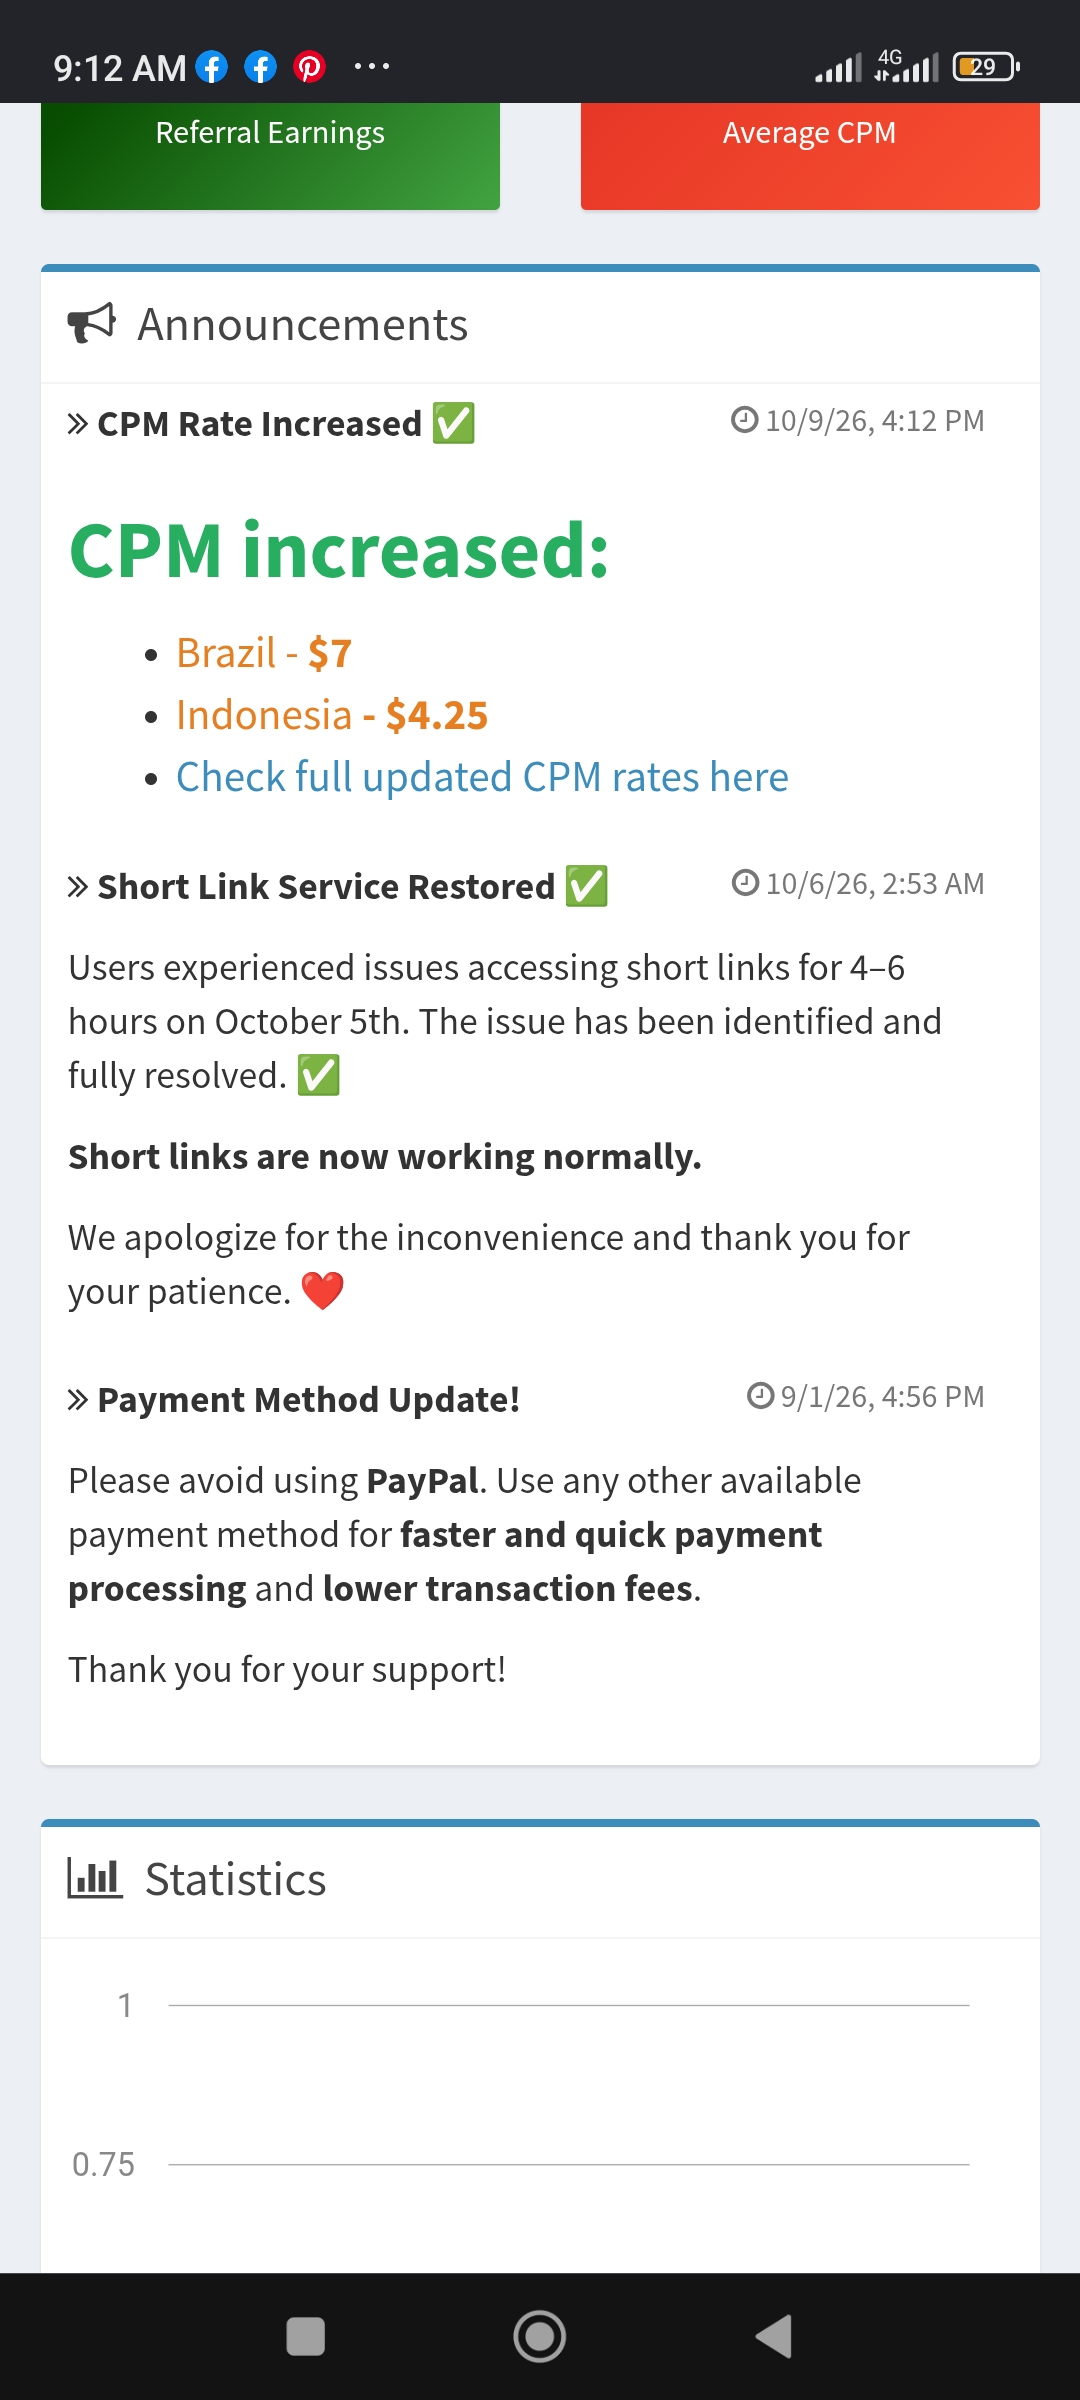 9:12 AM
4G
29
Referral Earnings
Average CPM
Announcements
» CPM Rate Increased ✅
10/9/26, 4:12 PM
CPM increased:
• Brazil - $7
• Indonesia - $4.25
• Check full updated CPM rates here
» Short Link Service Restored ✅
10/6/26, 2:53 AM
Users experienced issues accessing short links for 4–6
hours on October 5th. The issue has been identified and
fully resolved. ✅
Short links are now working normally.
We apologize for the inconvenience and thank you for
your patience. ❤️
» Payment Method Update!
9/1/26, 4:56 PM
Please avoid using PayPal. Use any other available
payment method for faster and quick payment
processing and lower transaction fees.
Thank you for your support!
Statistics
1
0.75